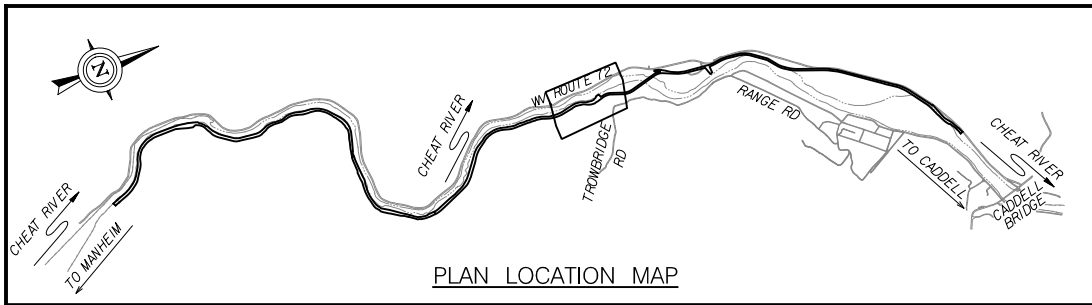 N
WV ROUTE 72
RANGE RD
CHEAT RIVER
TROWBRIDGE
RD
CHEAT RIVER
TO CADDELL
CADDELL
BRIDGE
CHEAT RIVER
TO MANHEIM
PLAN LOCATION MAP